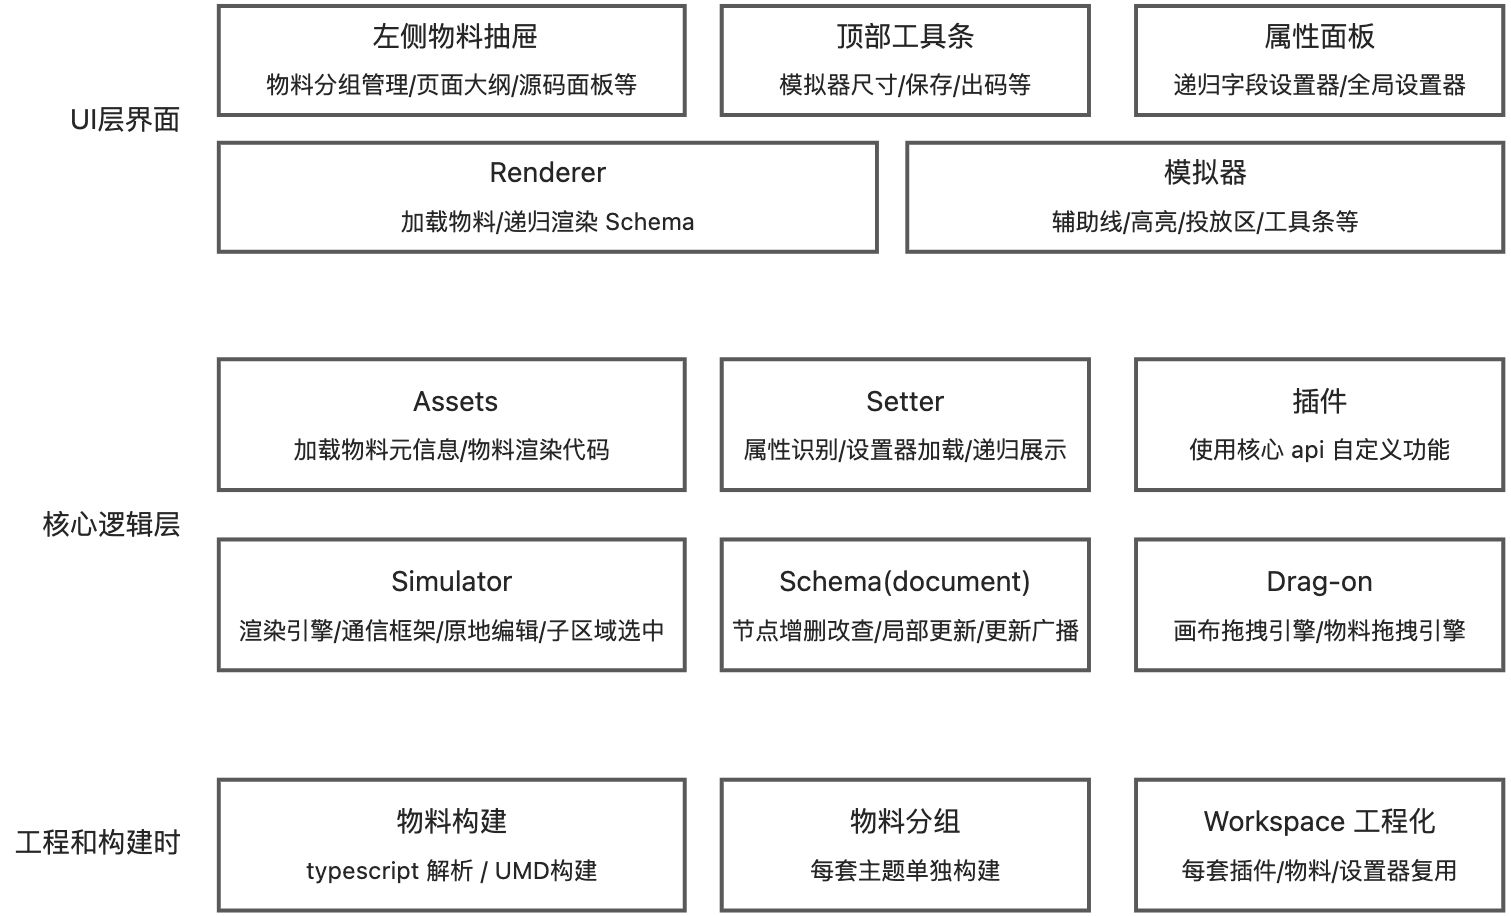 左侧物料抽屉
物料分组管理/页面大纲/源码面板等
顶部工具条
模拟器尺寸/保存/出码等
属性面板
递归字段设置器/全局设置器
UI层界面
Renderer
加载物料/递归渲染 Schema
模拟器
辅助线/高亮/投放区/工具条等
Assets
加载物料元信息/物料渲染代码
Setter
属性识别/设置器加载/递归展示
插件
使用核心 api 自定义功能
核心逻辑层
Simulator
渲染引擎/通信框架/原地编辑/子区域选中
Schema(document)
节点增删改查/局部更新/更新广播
Drag-on
画布拖拽引擎/物料拖拽引擎
工程和构建时
物料构建
typescript 解析 / UMD构建
物料分组
每套主题单独构建
Workspace 工程化
每套插件/物料/设置器复用